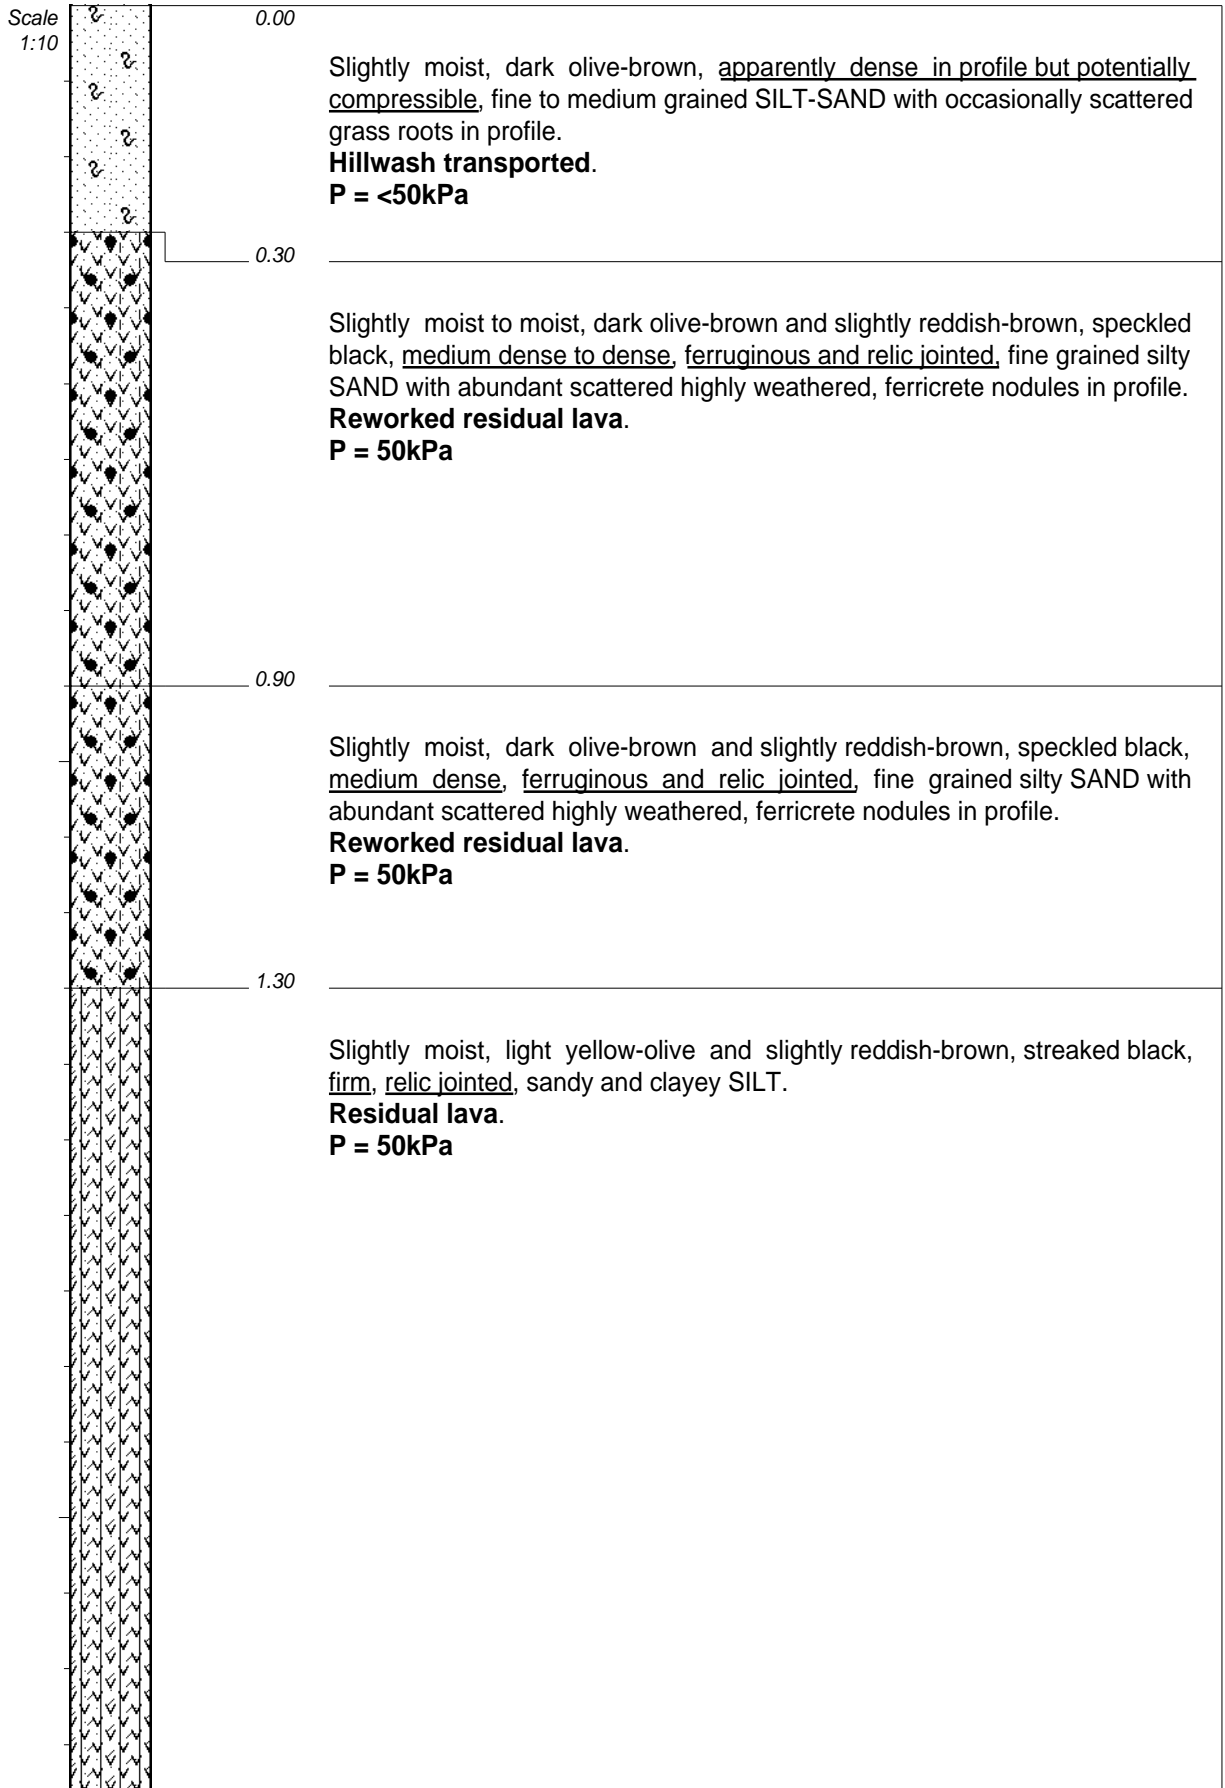 Scale
1:10
0.00
Slightly moist, dark olive-brown, apparently dense in profile but potentially
compressible, fine to medium grained SILT-SAND with occasionally scattered
grass roots in profile.
Hillwash transported.
P = <50kPa
0.30
Slightly moist to moist, dark olive-brown and slightly reddish-brown, speckled
black, medium dense to dense, ferruginous and relic jointed, fine grained silty
SAND with abundant scattered highly weathered, ferricrete nodules in profile.
Reworked residual lava.
P = 50kPa
0.90
Slightly moist, dark olive-brown and slightly reddish-brown, speckled black,
medium dense, ferruginous and relic jointed, fine grained silty SAND with
abundant scattered highly weathered, ferricrete nodules in profile.
Reworked residual lava.
P = 50kPa
1.30
Slightly moist, light yellow-olive and slightly reddish-brown, streaked black,
firm, relic jointed, sandy and clayey SILT.
Residual lava.
P = 50kPa